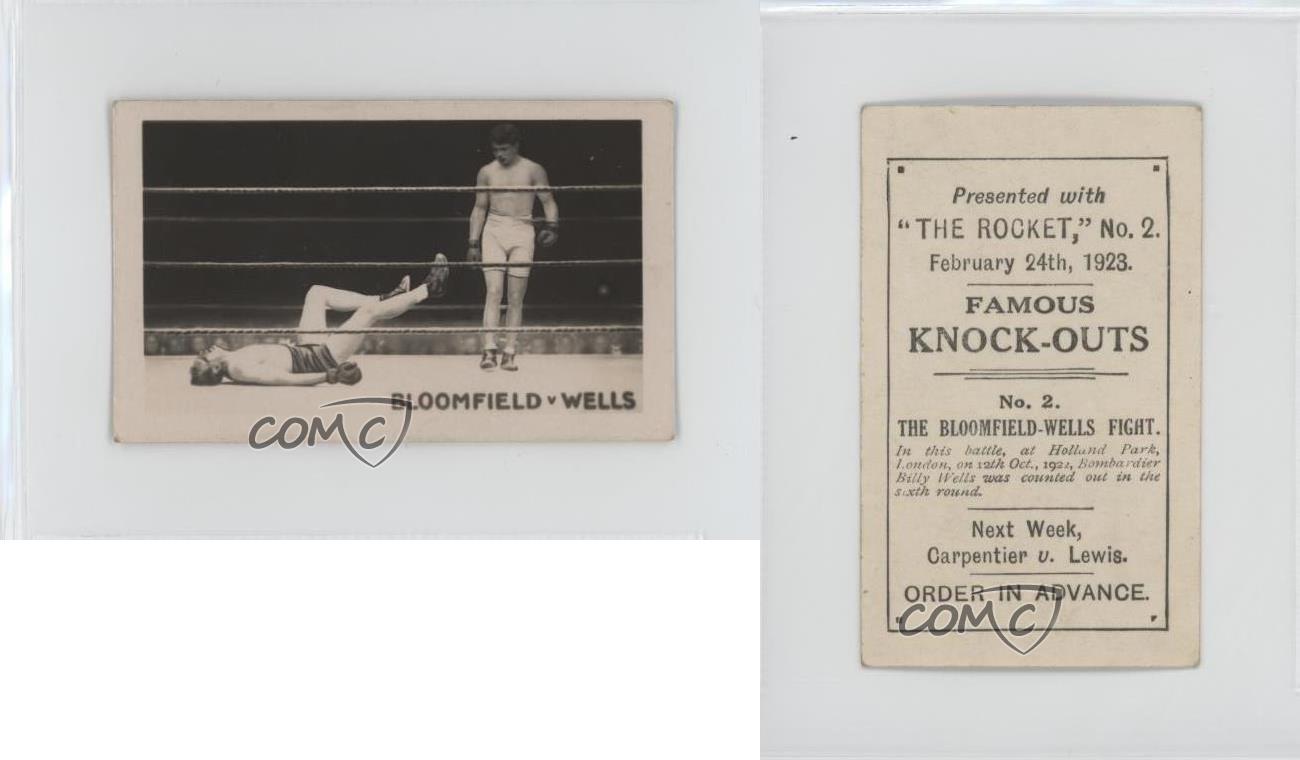 BLOOMFIELD v WELLS
COMC
Presented with
“THE ROCKET,” No. 2.
February 24th, 1923.
FAMOUS
KNOCK-OUTS
No. 2.
THE BLOOMFIELD-WELLS FIGHT.
In this battle, at Holland Park,
London, on 12th Oct., 1922, Bombardier
Billy Wells was counted out in the
sixth round.
Next Week,
Carpentier v. Lewis.
ORDER IN ADVANCE.
COMC